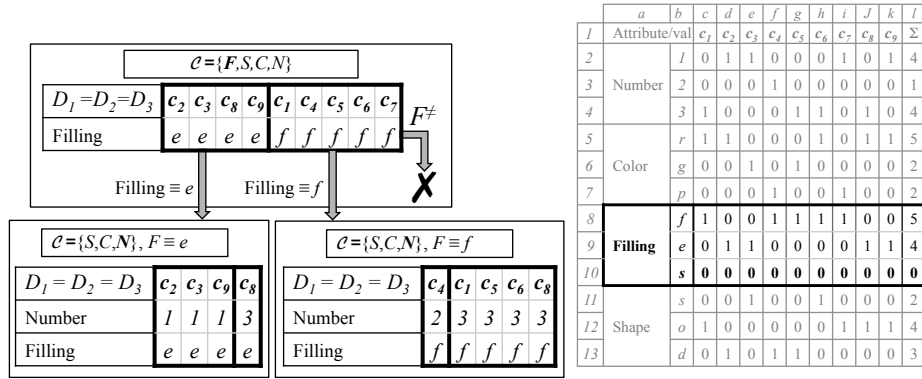 𝒞 = {F,S,C,N}
D₁ =D₂=D₃ c₂ c₃ c₈ c₉ c₁ c₄ c₅ c₆ c₇
Filling e e e e f f f f f
F≠
✗
Filling ≡ e
Filling ≡ f
𝒞 = {S,C,N}, F ≡ e
D₁ = D₂ = D₃ c₂ c₃ c₉ c₈
Number 1 1 1 3
Filling e e e e
𝒞 = {S,C,N}, F ≡ f
D₁ = D₂ = D₃ c₄ c₁ c₅ c₆ c₈
Number 2 3 3 3 3
Filling f f f f f
a b c d e f g h i J k l
1 Attribute/val c₁ c₂ c₃ c₄ c₅ c₆ c₇ c₈ c₉ Σ
2 1 0 1 1 0 0 0 1 0 1 4
3 Number 2 0 0 0 1 0 0 0 0 0 1
4 3 1 0 0 0 1 1 0 1 0 4
5 r 1 1 0 0 0 1 0 1 1 5
6 Color g 0 0 1 0 1 0 0 0 0 2
7 p 0 0 0 1 0 0 1 0 0 2
8 f 1 0 0 1 1 1 1 0 0 5
9 Filling e 0 1 1 0 0 0 0 1 1 4
10 s 0 0 0 0 0 0 0 0 0 0
11 s 0 0 1 0 0 1 0 0 0 2
12 Shape o 1 0 0 0 0 0 1 1 1 4
13 d 0 1 0 1 1 0 0 0 0 3